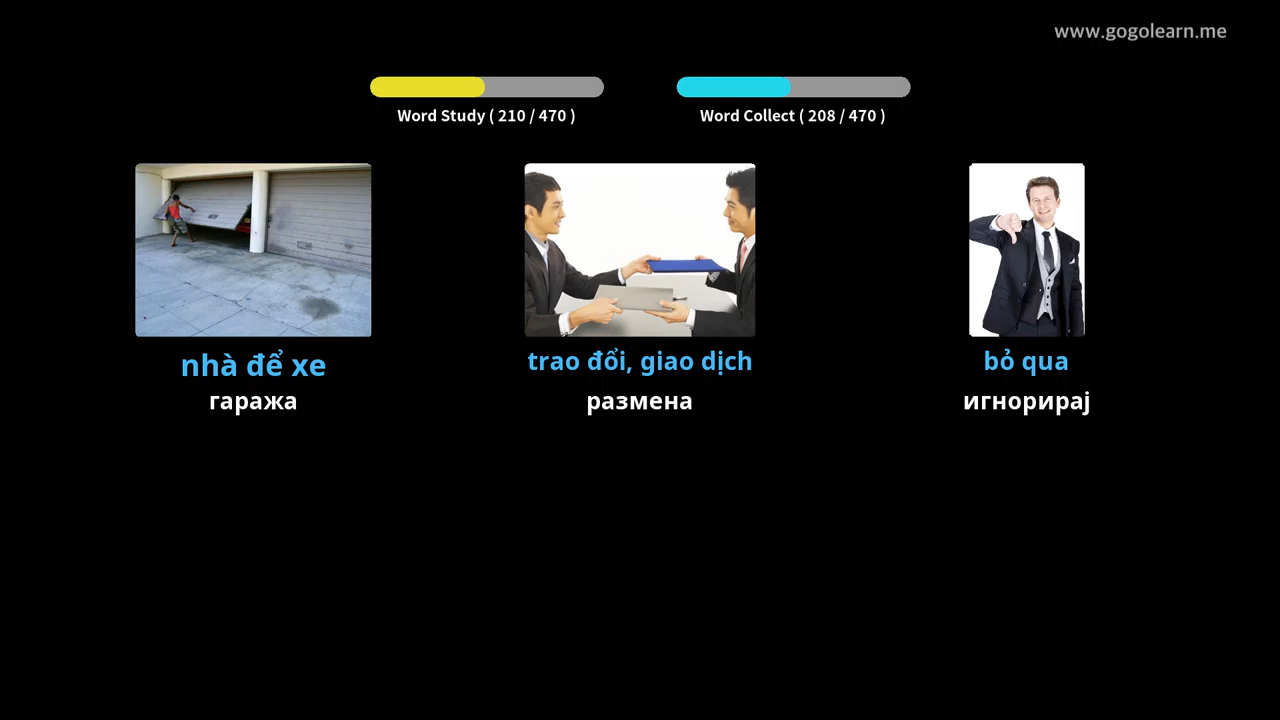 www.gogolearn.me
Word Study ( 210 / 470 )
Word Collect ( 208 / 470 )
nhà để xe
гаража
trao đổi, giao dịch
размена
bỏ qua
игнорирај